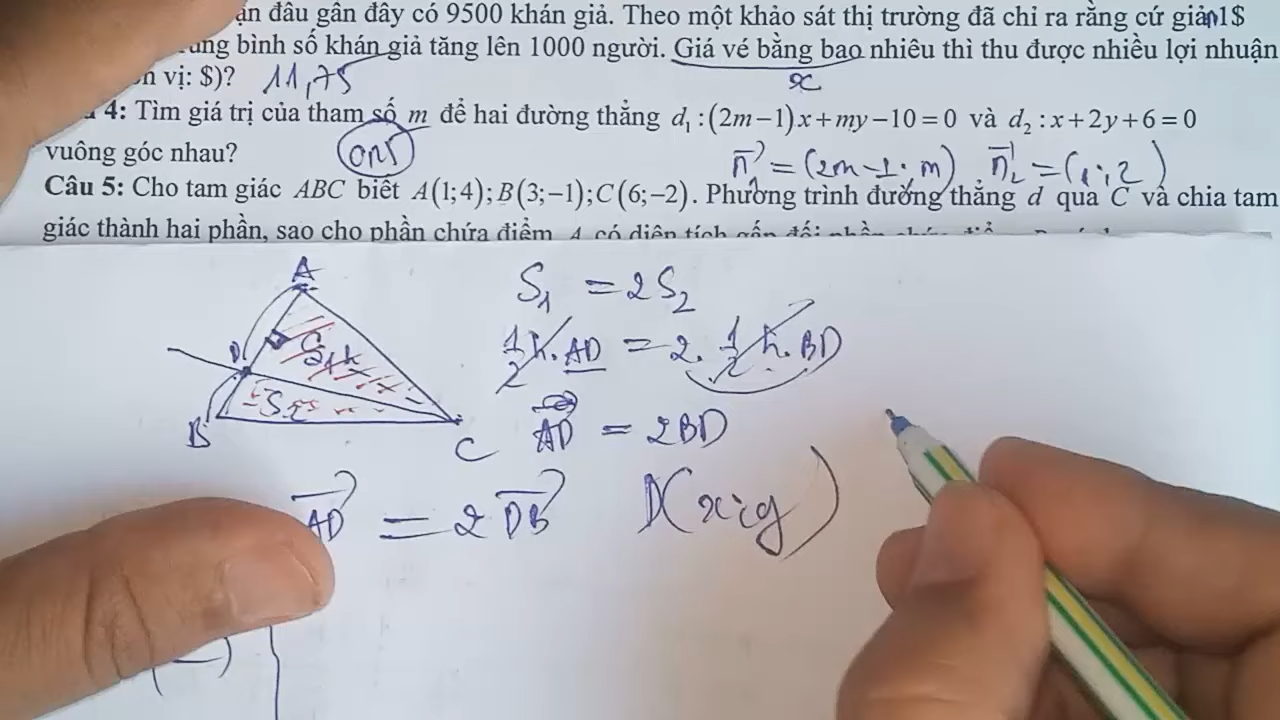 đâu gần đây có 9500 khán giả. Theo một khảo sát thị trường đã chỉ ra rằng cứ giảm 1$
bình số khán giả tăng lên 1000 người. Giá vé bằng bao nhiêu thì thu được nhiều lợi nhuận
vị: $)? 11,75 x
4: Tìm giá trị của tham số m để hai đường thẳng d₁:(2m−1)x+my−10=0 và d₂:x+2y+6=0
vuông góc nhau? n₁ = (2m-1; m) n₂ = (1; 2)
Câu 5: Cho tam giác ABC biết A(1;4);B(3;−1);C(6;−2). Phương trình đường thẳng d qua C và chia tam
giác thành hai phần, sao cho phần chứa điểm A có diện tích gấp đôi phần chứa điểm
A S₁ = 2S₂
D 1/2 h. AD = 2. 1/2 h. BD
S₂
B C AD = 2BD
AD = 2 DB D(x;y)